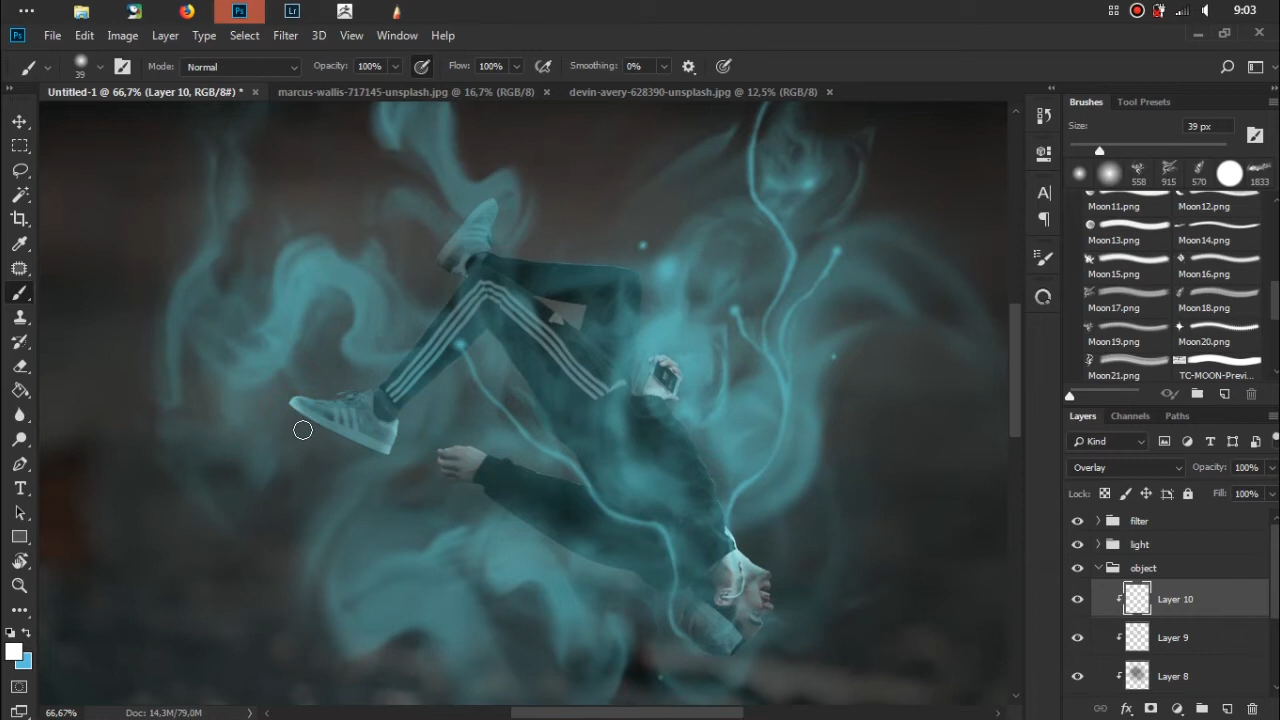 Ps Lr 9:03
Ps File Edit Image Layer Type Select Filter 3D View Window Help
39 Mode: Normal Opacity: 100% Flow: 100% Smoothing: 0%
Untitled-1 @ 66,7% (Layer 10, RGB/8#) * marcus-wallis-717145-unsplash.jpg @ 16,7% (RGB/8) devin-avery-628390-unsplash.jpg @ 12,5% (RGB/8)
Brushes Tool Presets
Size: 39 px
558 915 570 1833
Moon11.png Moon12.png
Moon13.png Moon14.png
Moon15.png Moon16.png
Moon17.png Moon18.png
Moon19.png Moon20.png
Moon21.png TC-MOON-Previ...
Layers Channels Paths
Kind
Overlay Opacity: 100%
Lock: Fill: 100%
filter
light
object
Layer 10
Layer 9
Layer 8
66,67% Doc: 14,3M/79,0M